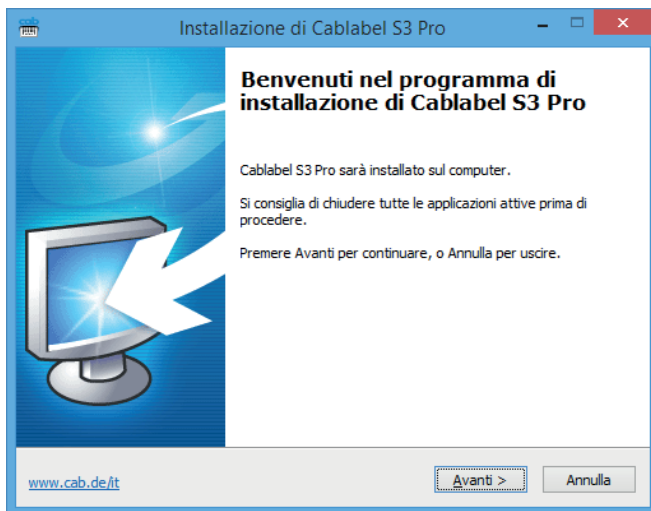 cab
Installazione di Cablabel S3 Pro
Benvenuti nel programma di
installazione di Cablabel S3 Pro
Cablabel S3 Pro sarà installato sul computer.
Si consiglia di chiudere tutte le applicazioni attive prima di
procedere.
Premere Avanti per continuare, o Annulla per uscire.
www.cab.de/it
Avanti >
Annulla